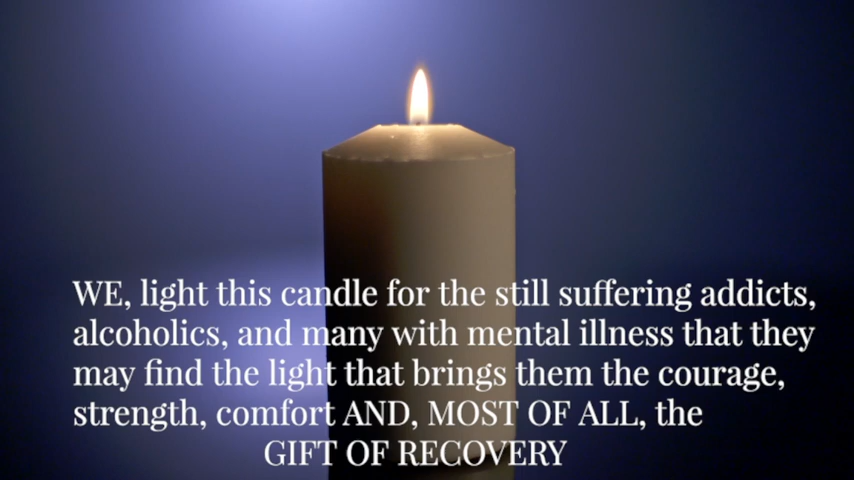 WE, light this candle for the still suffering addicts,
alcoholics, and many with mental illness that they
may find the light that brings them the courage,
strength, comfort AND, MOST OF ALL, the
GIFT OF RECOVERY